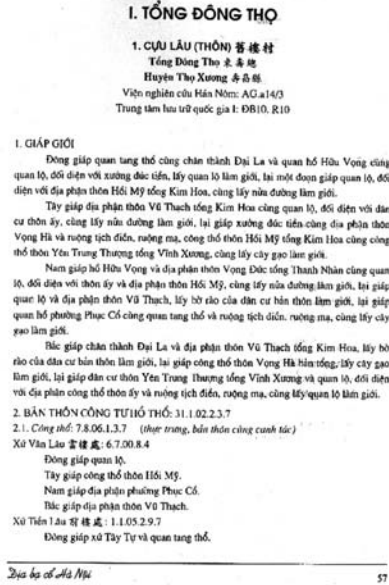 I. TỔNG ĐÔNG THỌ
1. CỰU LÂU (THÔN) 舊樓村
Tổng Đông Thọ 東壽總
Huyện Thọ Xương 壽昌縣
Viện nghiên cứu Hán Nôm: AG.a14/3
Trung tâm lưu trữ quốc gia I: ĐB10. R10
1. GIÁP GIỚI
Đông giáp quan tang thổ cùng chân thành Đại La và quan hồ Hữu Vọng cùng
quan lộ, đối diện với xưởng đúc tiền, lấy quan lộ làm giới, lại một đoạn giáp quan lộ, đối
diện với địa phận thôn Hồi Mỹ tổng Kim Hoa, cùng lấy nửa đường làm giới.
Tây giáp địa phận thôn Vũ Thạch tổng Kim Hoa cùng quan lộ, đối diện với dân
cư thôn ấy, cùng lấy nửa đường làm giới, lại giáp xưởng đúc tiền cùng địa phận thôn
Vọng Hà và ruộng tịch điền, ruộng mạ, công thổ thôn Hồi Mỹ tổng Kim Hoa cùng công
thổ thôn Yên Trung Thượng tổng Vĩnh Xương, cùng lấy cây gạo làm giới.
Nam giáp hồ Hữu Vọng và địa phận thôn Vọng Đức tổng Thanh Nhàn cùng quan
lộ, đối diện với thôn ấy và địa phận thôn Hồi Mỹ, cùng lấy nửa đường làm giới, lại giáp
quan lộ và địa phận thôn Vũ Thạch, lấy bờ rào của dân cư bản thôn làm giới, lại giáp
quan hồ phường Phục Cổ cùng quan tang thổ và ruộng tịch điền, ruộng mạ, cùng lấy cây
gạo làm giới.
Bắc giáp chân thành Đại La và địa phận thôn Vũ Thạch tổng Kim Hoa, lấy bờ
rào của dân cư bản thôn làm giới, lại giáp công thổ thôn Vọng Hà bản tổng, lấy cây gạo
làm giới, lại giáp dân cư thôn Yên Trung Thượng tổng Vĩnh Xương và quan lộ, đối diện
với địa phận công thổ thôn ấy và ruộng tịch điền, ruộng mạ, cùng lấy quan lộ làm giới.
2. BẢN THÔN CÔNG TƯ HỒ THỔ: 31.1.02.2.3.7
2.1. Công thổ: 7.8.06.1.3.7 (thực trưng, bản thôn cùng canh tác)
Xứ Vân Lâu 雲樓處: 6.7.00.8.4
Đông giáp quan lộ.
Tây giáp công thổ thôn Hồi Mỹ.
Nam giáp địa phận phường Phục Cổ.
Bắc giáp địa phận thôn Vũ Thạch.
Xứ Tiền Lâu 前樓處: 1.1.05.2.9.7
Đông giáp xứ Tây Tự và quan tang thổ.
Địa bạ cổ Hà Nội
57